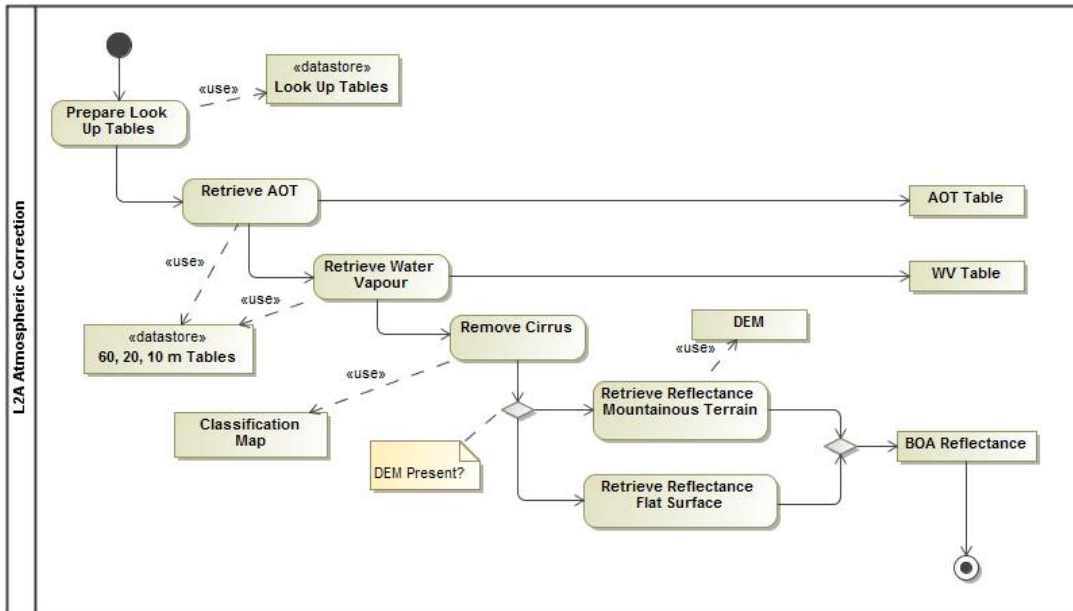 L2A Atmospheric Correction
«datastore»
Look Up Tables
«use»
Prepare Look
Up Tables
Retrieve AOT
AOT Table
«use»
Retrieve Water
Vapour
WV Table
«use»
«datastore»
60, 20, 10 m Tables
Remove Cirrus
DEM
«use»
«use»
Retrieve Reflectance
Mountainous Terrain
Classification
Map
DEM Present?
BOA Reflectance
Retrieve Reflectance
Flat Surface